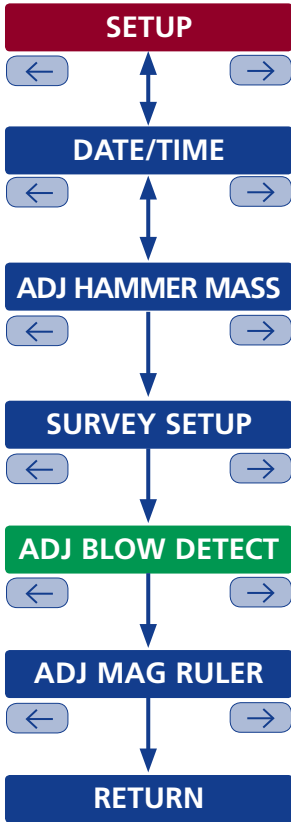 SETUP
DATE/TIME
ADJ HAMMER MASS
SURVEY SETUP
ADJ BLOW DETECT
ADJ MAG RULER
RETURN